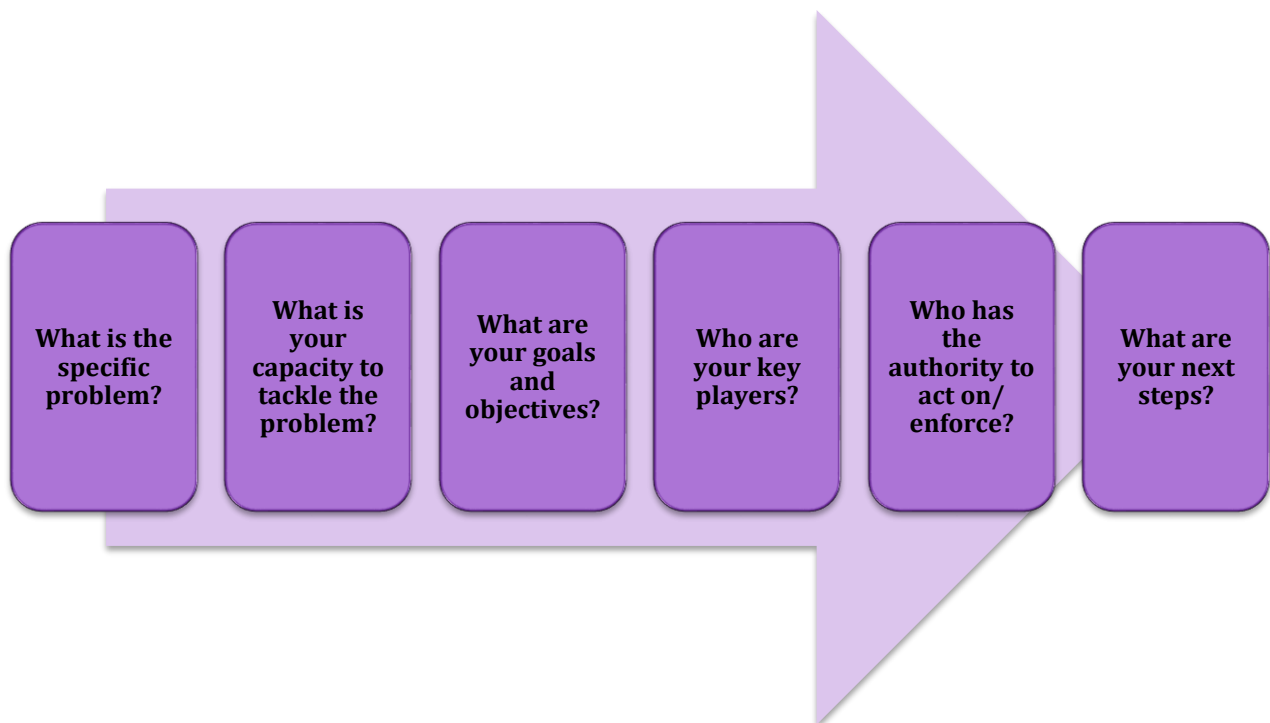 What is the
specific
problem?
What is
your
capacity to
tackle the
problem?
What are
your goals
and
objectives?
Who are
your key
players?
Who has
the
authority to
act on/
enforce?
What are
your next
steps?